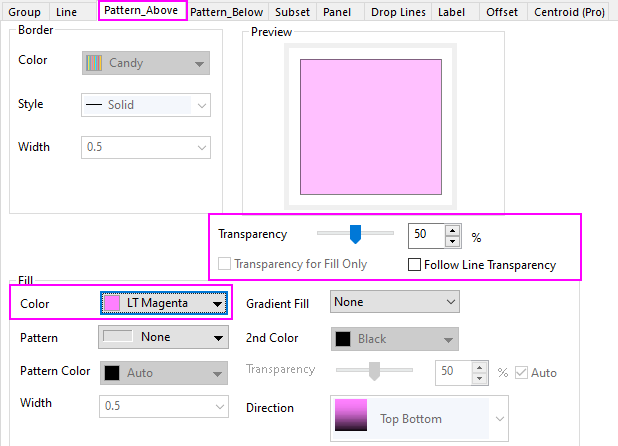 Group Line Pattern_Above Pattern_Below Subset Panel Drop Lines Label Offset Centroid (Pro)
Border
Color Candy
Style Solid
Width 0.5
Preview
Transparency 50 %
Transparency for Fill Only Follow Line Transparency
Fill
Color LT Magenta
Pattern None
Pattern Color Auto
Width 0.5
Gradient Fill None
2nd Color Black
Transparency 50 % Auto
Direction Top Bottom